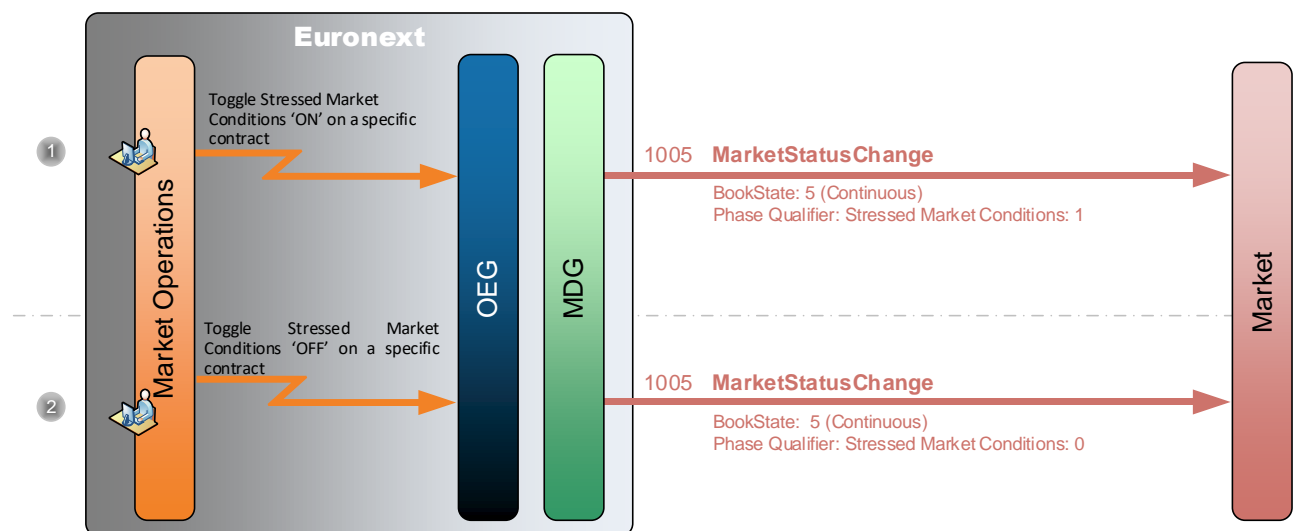 Euronext
Market Operations
OEG
MDG
Market
1
Toggle Stressed Market
Conditions ‘ON’ on a specific
contract
1005 MarketStatusChange
BookState: 5 (Continuous)
Phase Qualifier: Stressed Market Conditions: 1
2
Toggle Stressed Market
Conditions ‘OFF’ on a specific
contract
1005 MarketStatusChange
BookState: 5 (Continuous)
Phase Qualifier: Stressed Market Conditions: 0